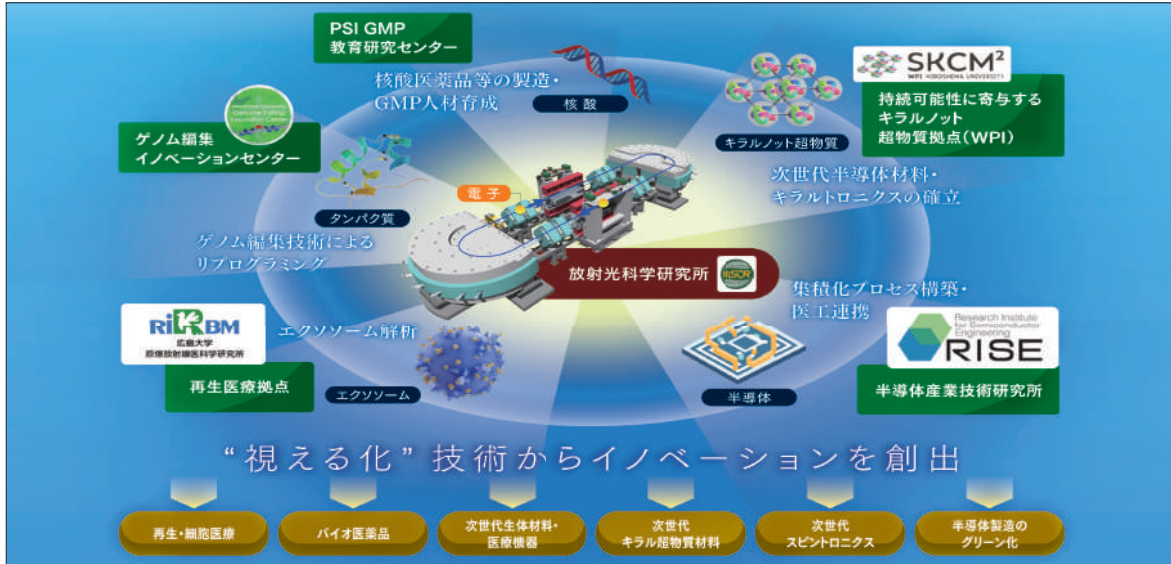 PSI GMP
教育研究センター
核酸医薬品等の製造・
GMP人材育成
核酸
SKCM²
WPI HIROSHIMA UNIVERSITY
持続可能性に寄与する
キラルノット
超物質拠点(WPI)
キラルノット超物質
次世代半導体材料・
キラルトロニクスの確立
Genome Editing
Innovation Center
ゲノム編集
イノベーションセンター
タンパク質
ゲノム編集技術による
リプログラミング
電子
放射光科学研究所
HiSOR
集積化プロセス構築・
医工連携
Research Institute
for Semiconductor
Engineering
RISE
半導体産業技術研究所
半導体
RiRBM
広島大学
原爆放射線医科学研究所
再生医療拠点
エクソソーム解析
エクソソーム
“視える化” 技術からイノベーションを創出
再生・細胞医療
バイオ医薬品
次世代生体材料・
医療機器
次世代
キラル超物質材料
次世代
スピントロニクス
半導体製造の
グリーン化